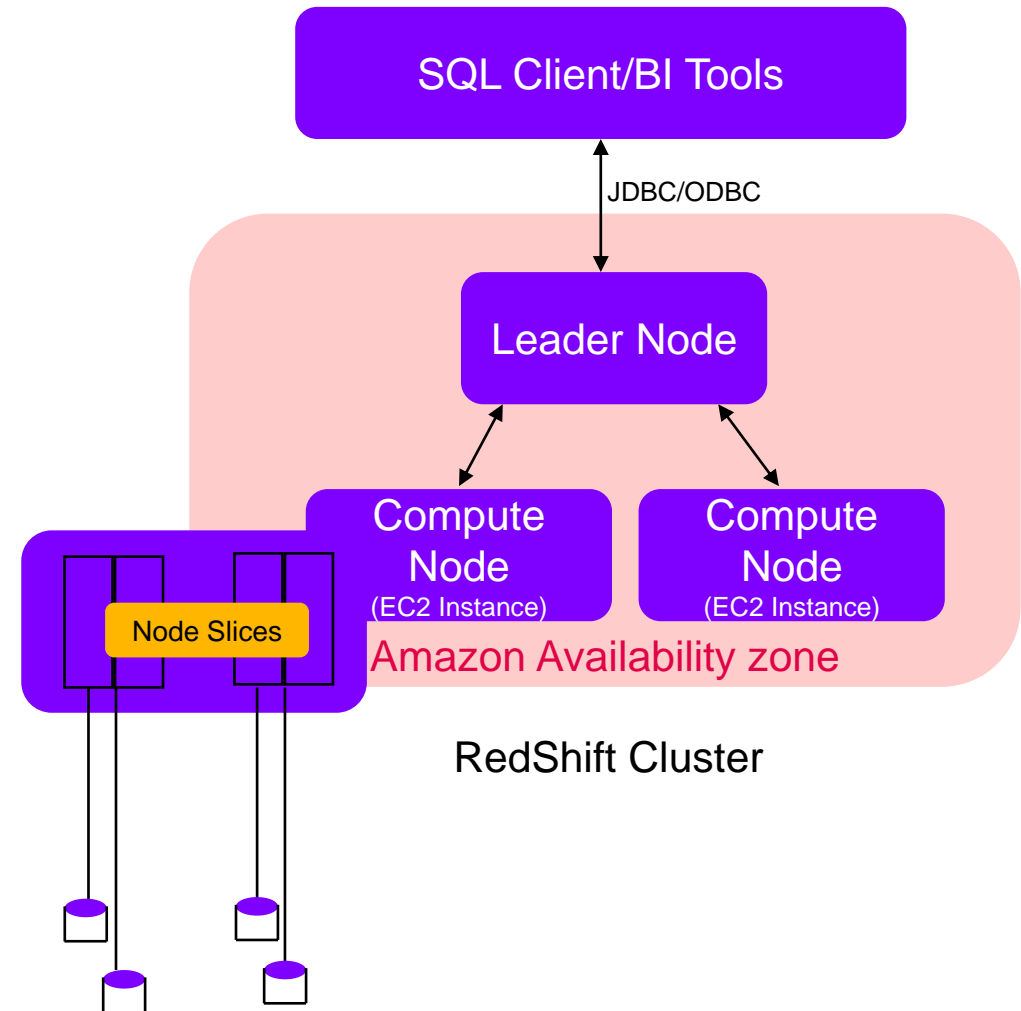 SQL Client/BI Tools
JDBC/ODBC
Leader Node
Compute
Node
(EC2 Instance)
Compute
Node
(EC2 Instance)
Node Slices
Amazon Availability zone
RedShift Cluster